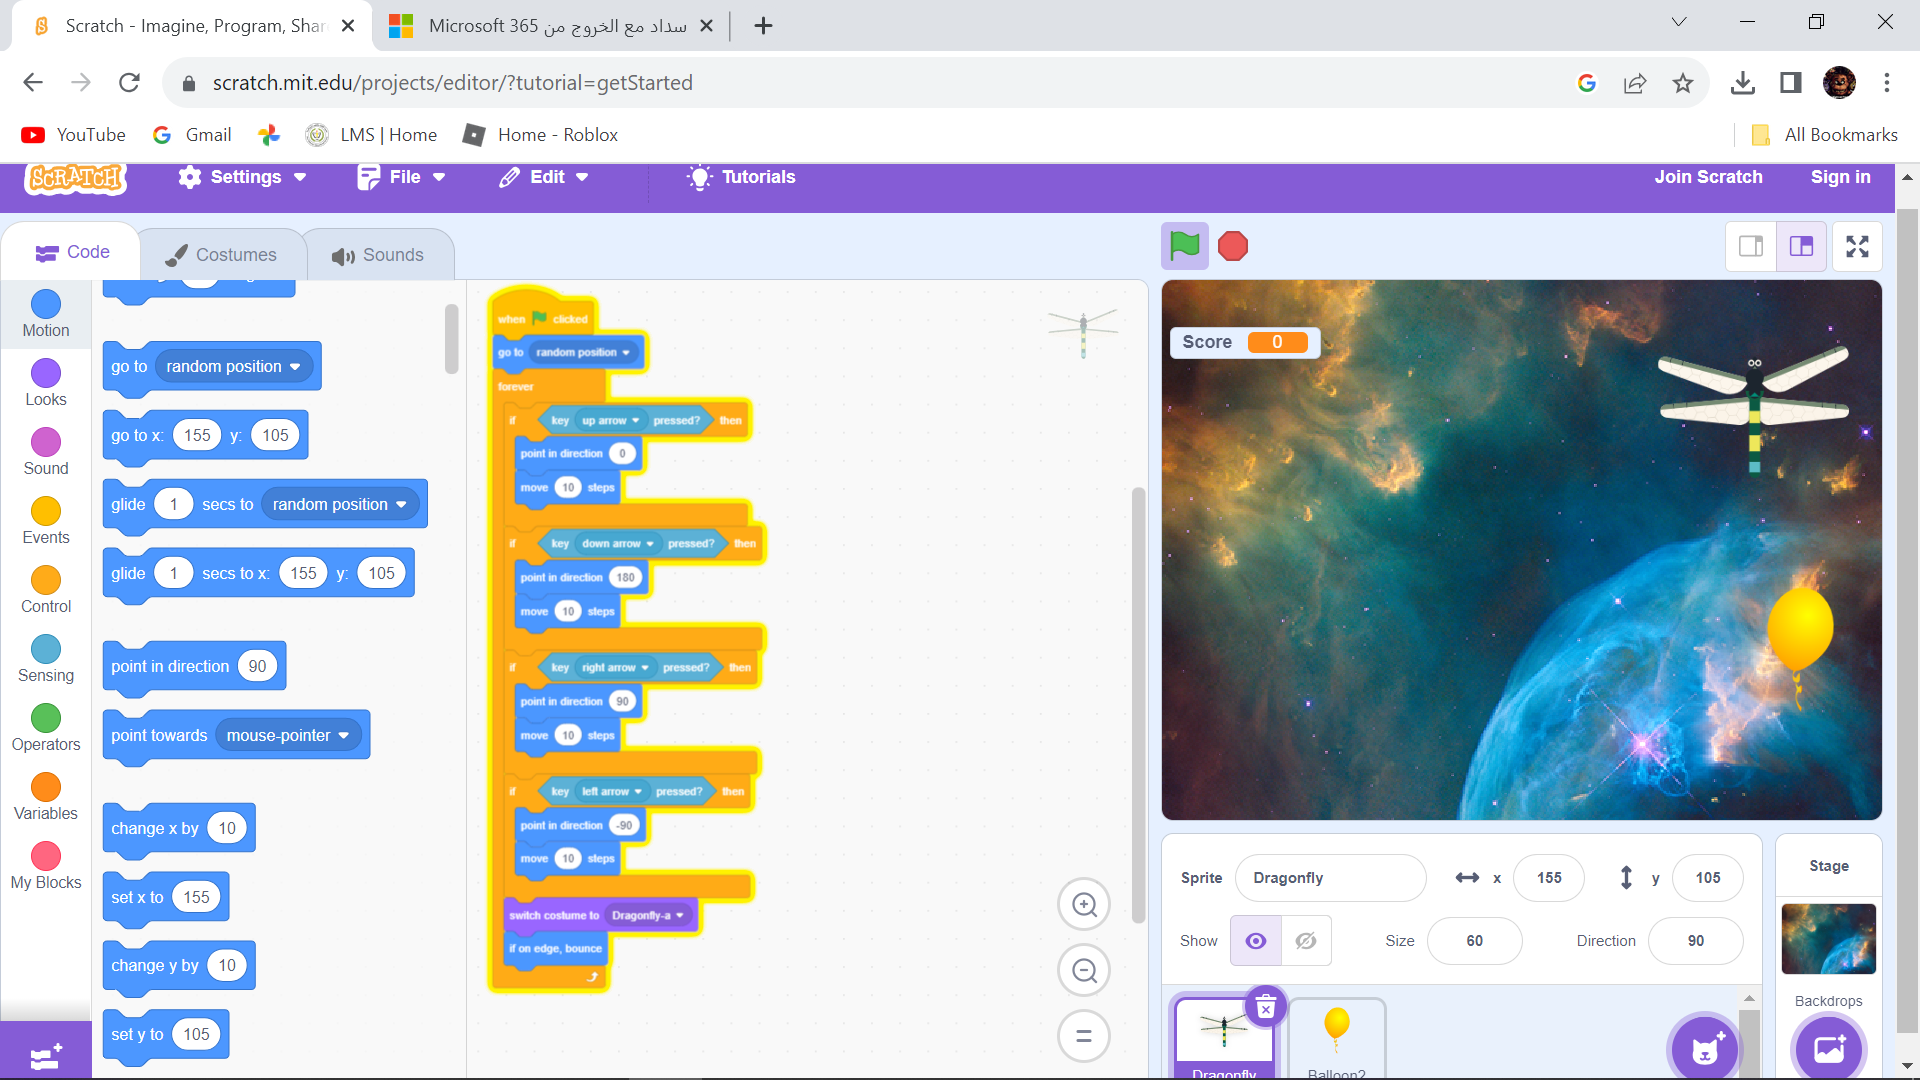 Scratch - Imagine, Program, Shar
Microsoft 365 سداد مع الخروج من
scratch.mit.edu/projects/editor/?tutorial=getStarted
YouTube
Gmail
LMS | Home
Home - Roblox
All Bookmarks
SCRATCH
Settings
File
Edit
Tutorials
Join Scratch
Sign in
Code
Costumes
Sounds
Motion
Looks
Sound
Events
Control
Sensing
Operators
Variables
My Blocks
go to random position
go to x: 155 y: 105
glide 1 secs to random position
glide 1 secs to x: 155 y: 105
point in direction 90
point towards mouse-pointer
change x by 10
set x to 155
change y by 10
set y to 105
when clicked
go to random position
forever
if key up arrow pressed? then
point in direction 0
move 10 steps
if key down arrow pressed? then
point in direction 180
move 10 steps
if key right arrow pressed? then
point in direction 90
move 10 steps
if key left arrow pressed? then
point in direction -90
move 10 steps
switch costume to Dragonfly-a
if on edge, bounce
Score 0
Sprite Dragonfly x 155 y 105
Show Size 60 Direction 90
Dragonfly
Balloon2
Stage
Backdrops